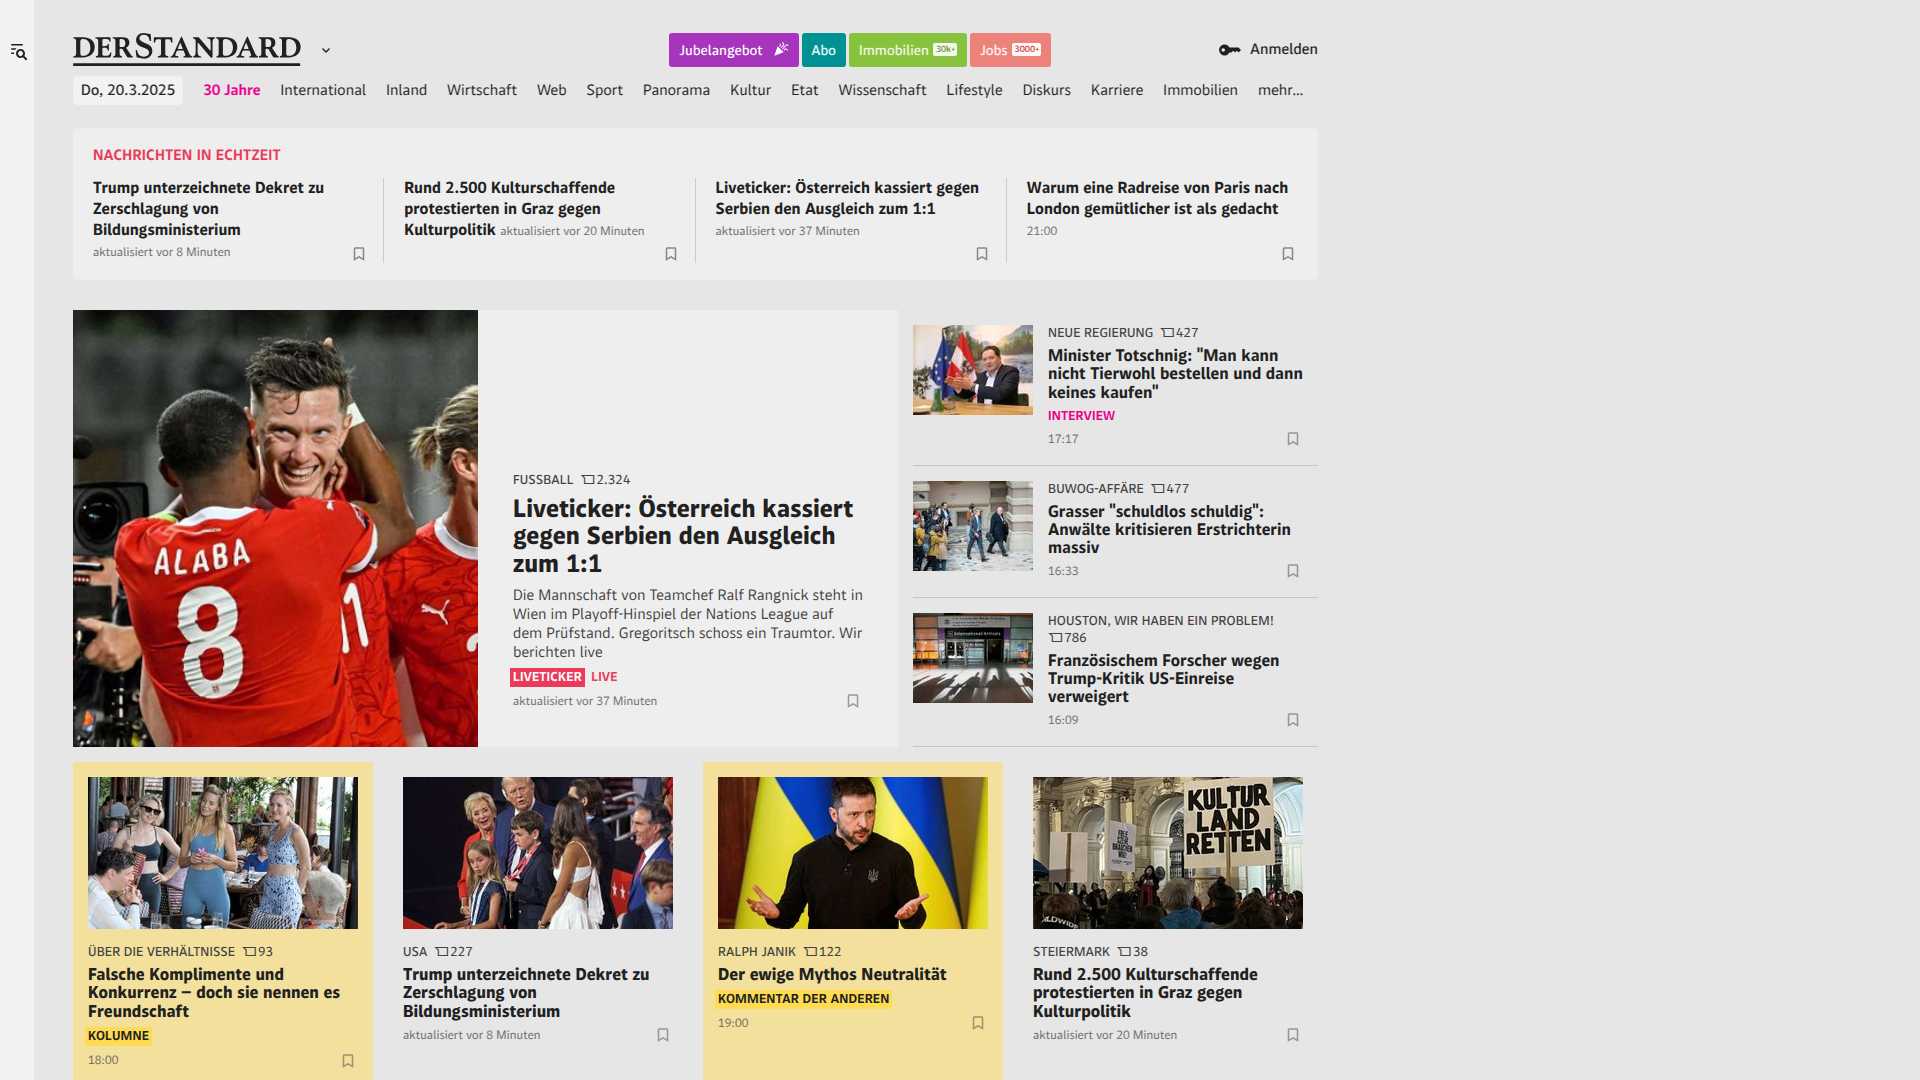 DERSTANDARD
Jubelangebot
Abo
Immobilien 30k+
Jobs 3000+
Anmelden
Do, 20.3.2025
30 Jahre
International
Inland
Wirtschaft
Web
Sport
Panorama
Kultur
Etat
Wissenschaft
Lifestyle
Diskurs
Karriere
Immobilien
mehr...
NACHRICHTEN IN ECHTZEIT
Trump unterzeichnete Dekret zu
Zerschlagung von
Bildungsministerium
aktualisiert vor 8 Minuten
Rund 2.500 Kulturschaffende
protestierten in Graz gegen
Kulturpolitik aktualisiert vor 20 Minuten
Liveticker: Österreich kassiert gegen
Serbien den Ausgleich zum 1:1
aktualisiert vor 37 Minuten
Warum eine Radreise von Paris nach
London gemütlicher ist als gedacht
21:00
ALABA
8
11
FUSSBALL 2.324
Liveticker: Österreich kassiert
gegen Serbien den Ausgleich
zum 1:1
Die Mannschaft von Teamchef Ralf Rangnick steht in
Wien im Playoff-Hinspiel der Nations League auf
dem Prüfstand. Gregoritsch schoss ein Traumtor. Wir
berichten live
LIVETICKER LIVE
aktualisiert vor 37 Minuten
NEUE REGIERUNG 427
Minister Totschnig: "Man kann
nicht Tierwohl bestellen und dann
keines kaufen"
INTERVIEW
17:17
BUWOG-AFFÄRE 477
Grasser "schuldlos schuldig":
Anwälte kritisieren Erstrichterin
massiv
16:33
International Arrivals
HOUSTON, WIR HABEN EIN PROBLEM!
786
Französischem Forscher wegen
Trump-Kritik US-Einreise
verweigert
16:09
ÜBER DIE VERHÄLTNISSE 93
Falsche Komplimente und
Konkurrenz – doch sie nennen es
Freundschaft
KOLUMNE
18:00
USA 227
Trump unterzeichnete Dekret zu
Zerschlagung von
Bildungsministerium
aktualisiert vor 8 Minuten
RALPH JANIK 122
Der ewige Mythos Neutralität
KOMMENTAR DER ANDEREN
19:00
KULTUR
LAND
RETTEN
STEIERMARK 38
Rund 2.500 Kulturschaffende
protestierten in Graz gegen
Kulturpolitik
aktualisiert vor 20 Minuten